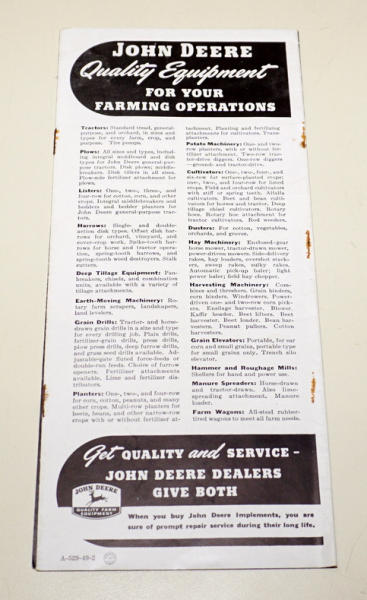 JOHN DEERE
Quality Equipment
FOR YOUR
FARMING OPERATIONS
Tractors: Standard tread, general-
purpose, and orchard, in sizes and
types for every farm, crop, and
purpose. Tire pumps.
Plows: All sizes and types, includ-
ing integral moldboard and disk
types for John Deere general-pur-
pose tractors. Disk plows; middle-
breakers. Disk tillers in all sizes.
Plow-sole fertilizer attachment for
plows.
Listers: One-, two-, three-, and
four-row for cotton, corn, and other
crops. Integral middlebreakers and
bedders and bedder planters for
John Deere general-purpose trac-
tors.
Harrows: Single- and double-
action disk types. Offset disk har-
rows for orchard, vineyard, and
cover-crop work. Spike-tooth har-
rows for horse and tractor opera-
tion, spring-tooth harrows, and
spring-tooth weed destroyers. Stalk
cutters.
Deep Tillage Equipment: Pan-
breakers, chisels, and combination
units, available with a variety of
tillage attachments.
Earth-Moving Machinery: Ro-
tary farm scrapers, landshapers,
land levelers.
Grain Drills: Tractor- and horse-
drawn grain drills in a size and type
for every drilling job. Plain drills,
fertilizer-grain drills, press drills,
plow press drills, deep furrow drills,
and grass seed drills available. Ad-
justable-gate fluted force-feeds or
double-run feeds. Choice of furrow
openers. Fertilizer attachments
available. Lime and fertilizer dis-
tributors.
Planters: One-, two-, and four-row
for corn, cotton, peanuts, and many
other crops. Multi-row planters for
beets, beans, and other narrow-row
crops with or without fertilizer at-
tachment. Planting and fertilizing
attachments for cultivators. Trans-
planters.
Potato Machinery: One- and two-
row planters, with or without fer-
tilizer attachment. Two-row trac-
tor-drive diggers. One-row diggers
—ground- and tractor-drive.
Cultivators: One-, two-, four-, and
six-row for surface-planted crops;
one-, two-, and four-row for listed
crops. Field and orchard cultivators
with stiff or spring teeth. Alfalfa
cultivators. Beet and bean culti-
vators for horses and tractor. Deep
tillage chisel cultivators. Rotary
hoes. Rotary hoe attachment for
tractor cultivators. Rod weeders.
Dusters: For cotton, vegetables,
orchards, and groves.
Hay Machinery: Enclosed-gear
horse mower, tractor-drawn mower,
power-driven mowers. Side-delivery
rakes, hay loaders, overshot stack-
ers, sweep rakes, sulky rakes.
Automatic pick-up baler; light
power baler; field hay chopper.
Harvesting Machinery: Com-
bines and threshers. Grain binders,
corn binders. Windrowers. Power-
driven one- and two-row corn pick-
ers. Ensilage harvester. Blower.
Kaffir header. Beet lifters. Beet
harvester. Beet loader. Bean har-
vesters. Peanut pullers. Cotton
harvesters.
Grain Elevators: Portable, for ear
corn and small grains, portable type
for small grains only. Trench silo
elevator.
Hammer and Roughage Mills:
Shellers for hand and power use.
Manure Spreaders: Horse-drawn
and tractor-drawn. Also lime-
spreading attachment. Manure
loader.
Farm Wagons: All-steel rubber-
tired wagons to meet all farm needs.
Get QUALITY and SERVICE -
JOHN DEERE DEALERS
GIVE BOTH
JOHN DEERE
QUALITY FARM
EQUIPMENT
When you buy John Deere Implements, you are
sure of prompt repair service during their long life.
A-529-49-2